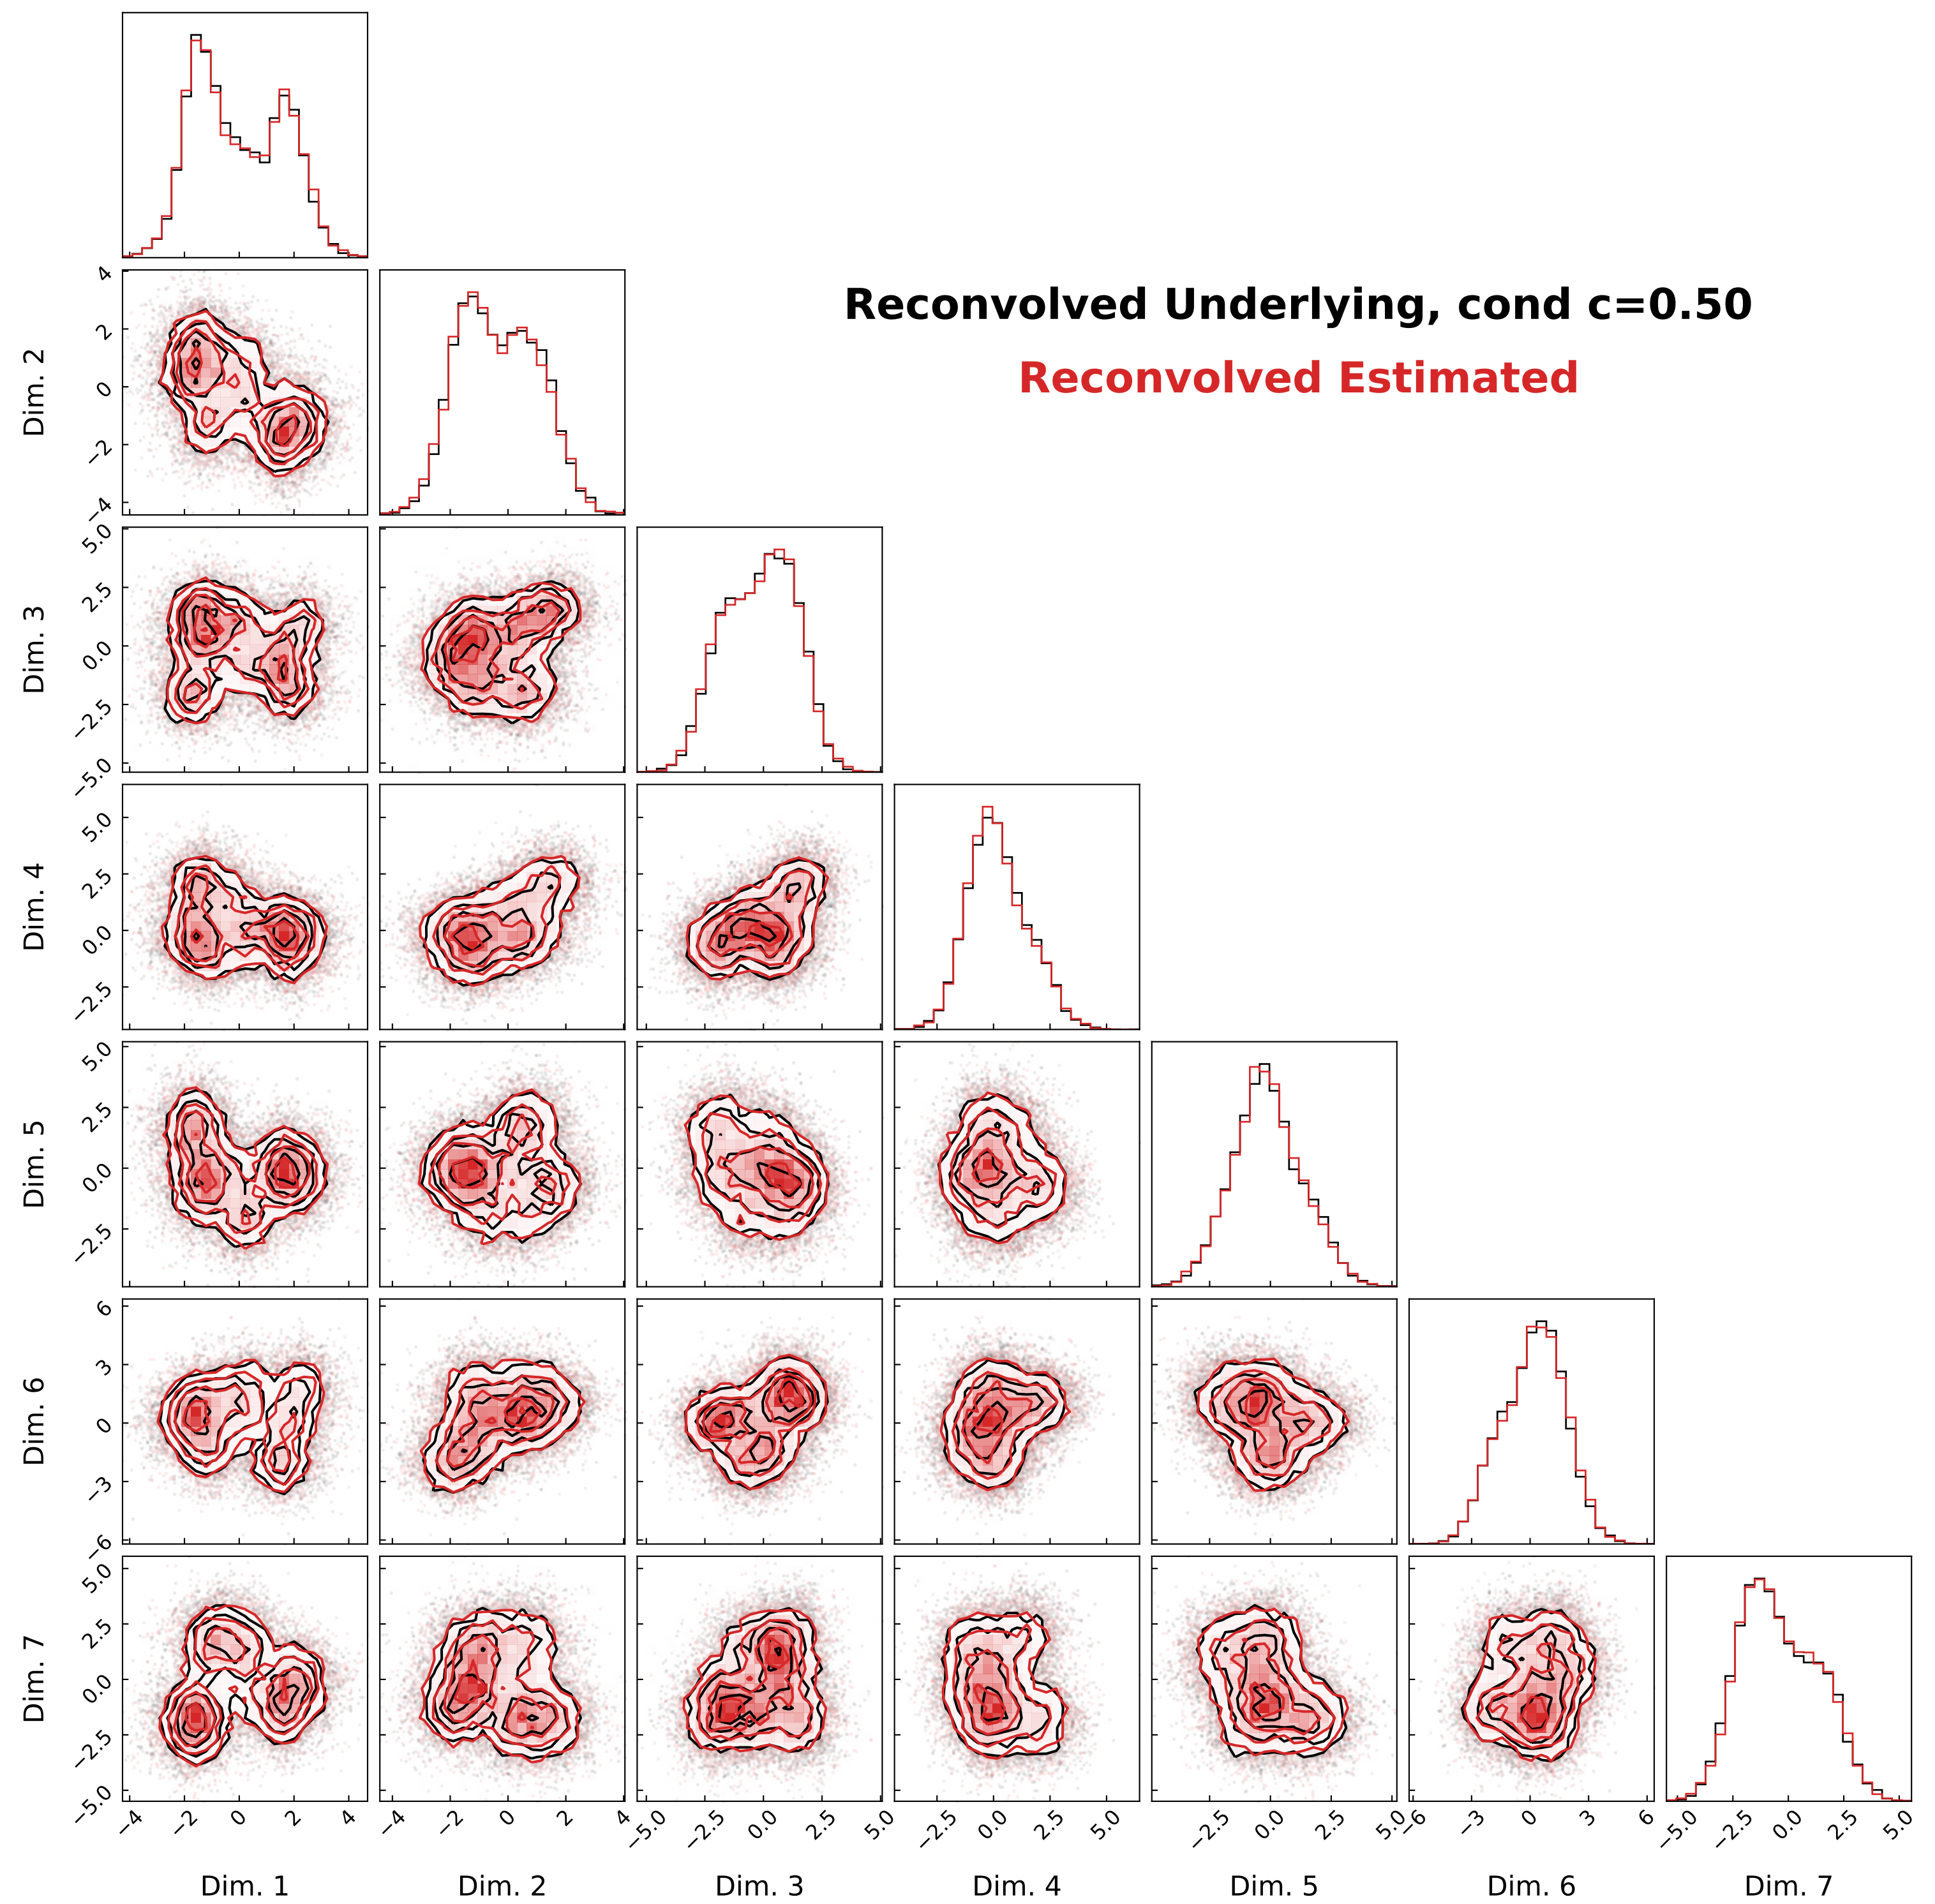 Reconvolved Underlying, cond c=0.50
Reconvolved Estimated
4
2
0
−2
−4
Dim. 2
5.0
2.5
0.0
−2.5
−5.0
Dim. 3
5.0
2.5
0.0
−2.5
Dim. 4
5.0
2.5
0.0
−2.5
Dim. 5
6
3
0
−3
−6
Dim. 6
5.0
2.5
0.0
−2.5
−5.0
Dim. 7
−4 −2 0 2 4
−4 −2 0 2 4
−5.0 −2.5 0.0 2.5 5.0
−2.5 0.0 2.5 5.0
−2.5 0.0 2.5 5.0
−6 −3 0 3 6
−5.0 −2.5 0.0 2.5 5.0
Dim. 1 Dim. 2 Dim. 3 Dim. 4 Dim. 5 Dim. 6 Dim. 7